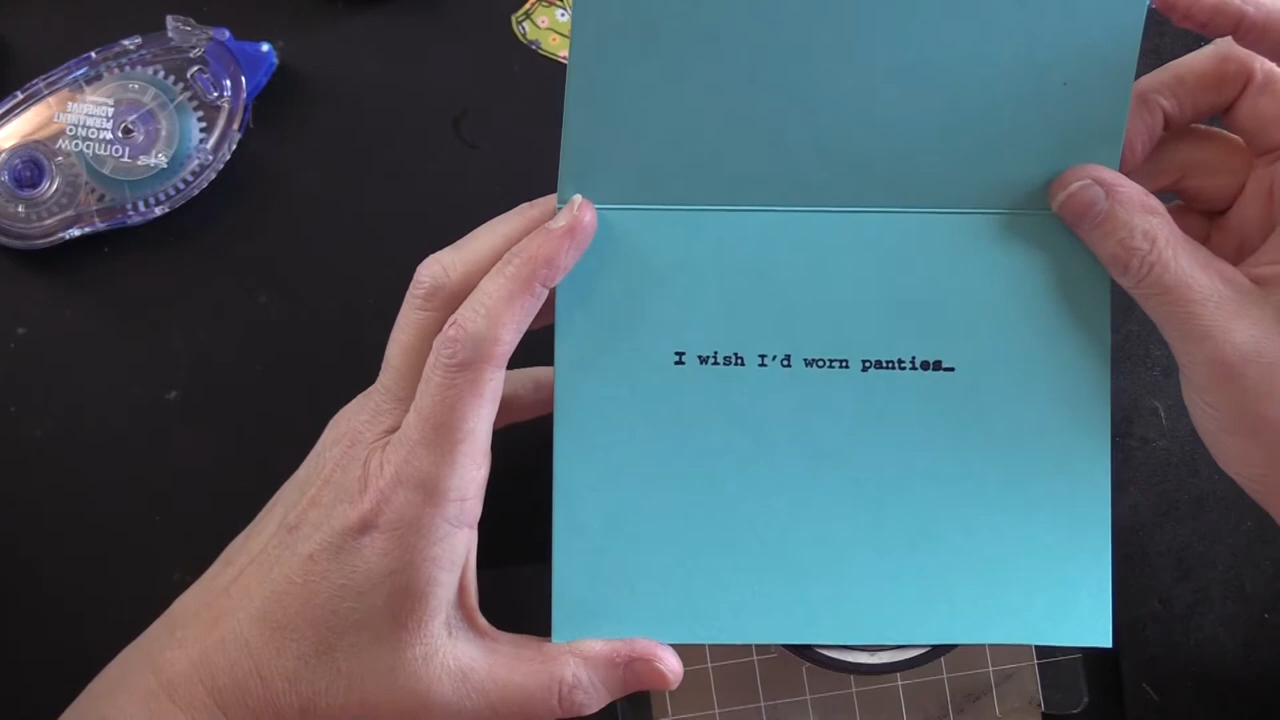 Tombow
MONO
PERMANENT
ADHESIVE
I wish I'd worn panties_